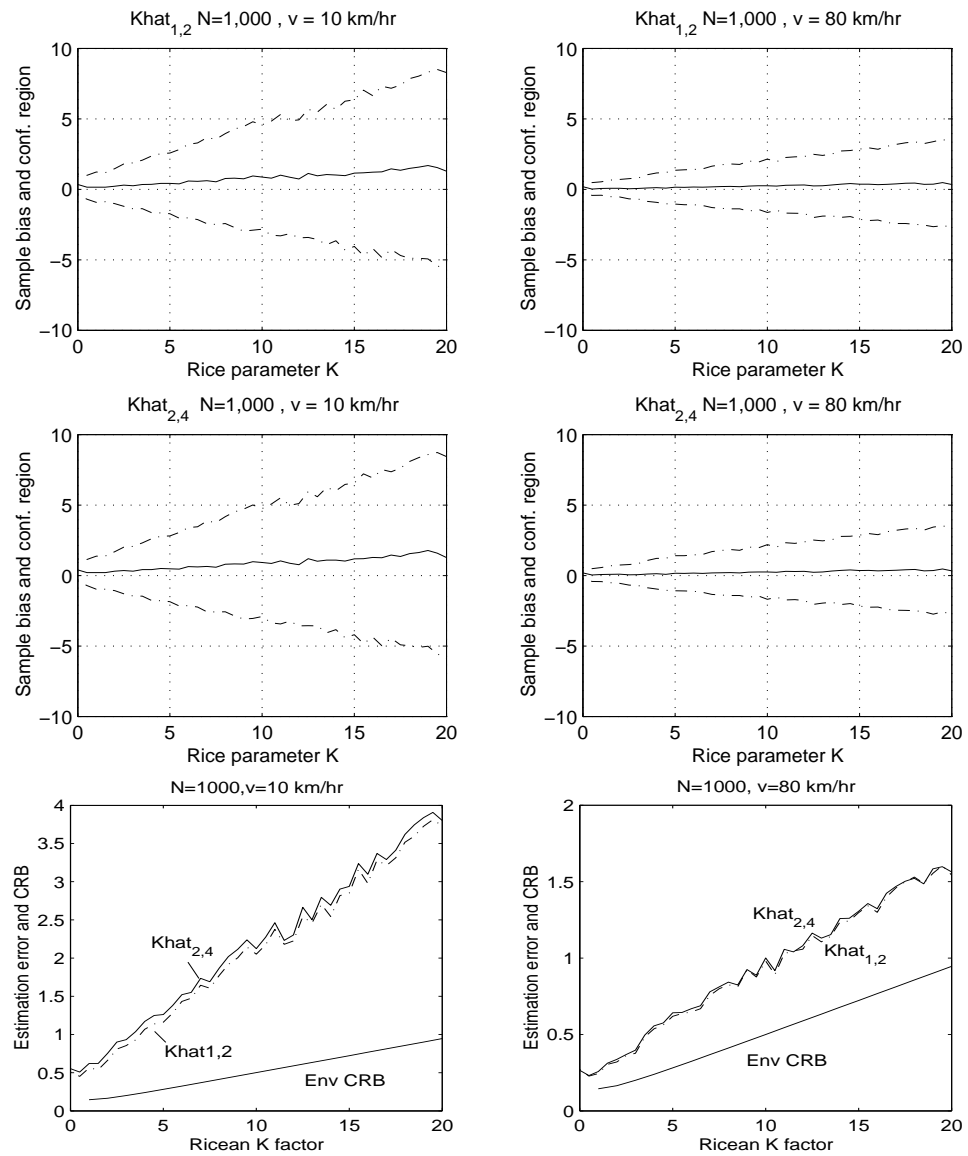 Khat1,2 N=1,000 , v = 10 km/hr
10
5
0
−5
−10
Sample bias and conf. region
0 5 10 15 20
Rice parameter K
Khat1,2 N=1,000 , v = 80 km/hr
10
5
0
−5
−10
Sample bias and conf. region
0 5 10 15 20
Rice parameter K
Khat2,4 N=1,000 , v = 10 km/hr
10
5
0
−5
−10
Sample bias and conf. region
0 5 10 15 20
Rice parameter K
Khat2,4 N=1,000 , v = 80 km/hr
10
5
0
−5
−10
Sample bias and conf. region
0 5 10 15 20
Rice parameter K
N=1000,v=10 km/hr
4
3.5
3
2.5
2
1.5
1
0.5
0
Estimation error and CRB
Khat2,4
Khat1,2
Env CRB
0 5 10 15 20
Ricean K factor
N=1000, v=80 km/hr
2
1.5
1
0.5
0
Estimation error and CRB
Khat2,4
Khat1,2
Env CRB
0 5 10 15 20
Ricean K factor